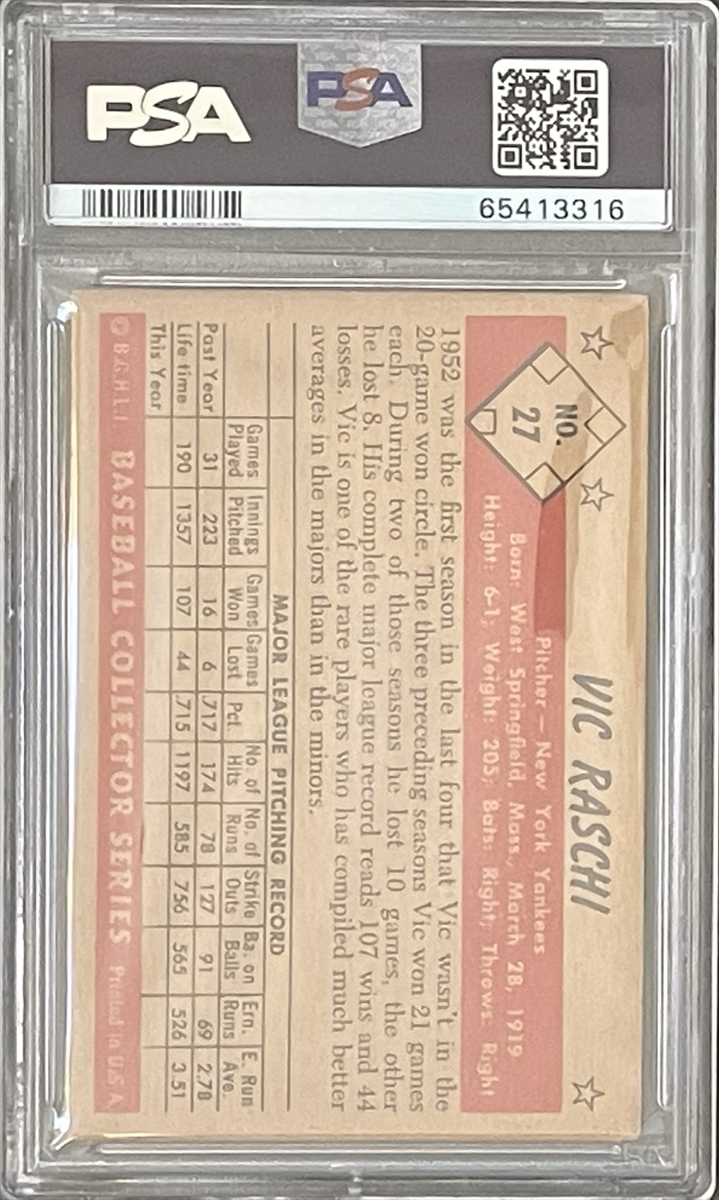 PSA
PSA
65413316
NO.
27
VIC RASCHI
Pitcher — New York Yankees
Born: West Springfield, Mass., March 28, 1919
Height: 6-1; Weight: 205; Bats: Right; Throws: Right
1952 was the first season in the last four that Vic wasn't in the
20-game won circle. The three preceding seasons Vic won 21 games
each. During two of those seasons he lost 10 games, the other
he lost 8. His complete major league record reads 107 wins and 44
losses. Vic is one of the rare players who has compiled much better
averages in the majors than in the minors.
MAJOR LEAGUE PITCHING RECORD
Games Innings Games Games No. of No. of Strike Ba. on Ern. E. Run
Played Pitched Won Lost Pct. Hits Runs Outs Balls Runs Ave.
Past Year 31 223 16 6 .717 174 78 127 91 69 2.78
Life time 190 1357 107 44 .715 1197 585 756 565 526 3.51
This Year
© B.G.H.L.I. BASEBALL COLLECTOR SERIES Printed in U.S.A.